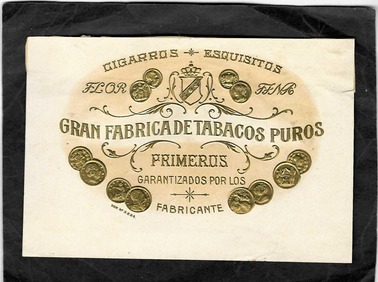 CIGARROS ESQUISITOS
FLOR FINA
GRAN FABRICA DE TABACOS PUROS
PRIMEROS
GARANTIZADOS POR LOS
FABRICANTE